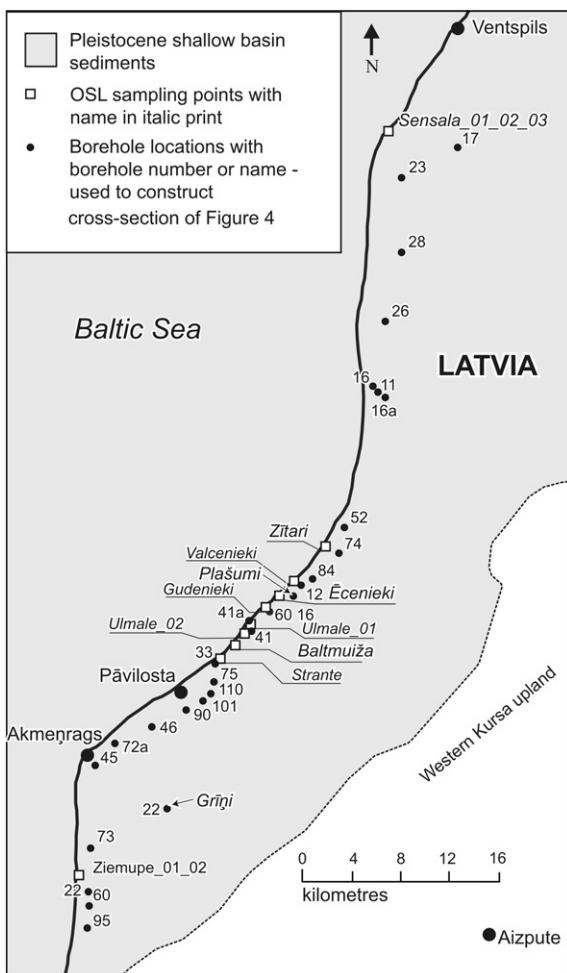 Pleistocene shallow basin
sediments
OSL sampling points with
name in italic print
Borehole locations with
borehole number or name -
used to construct
cross-section of Figure 4
N
Ventspils
Sensala_01_02_03
17
23
28
26
Baltic Sea
LATVIA
16
11
16a
52
Zītari
74
Valcenieki
84
Plašumi
12
Ēcenieki
Gudenieki
60
16
41a
Ulmale_01
Ulmale_02
41
Baltmuiža
33
Strante
75
Pāvilosta
110
101
90
46
Akmeņrags
72a
45
Western Kursa upland
22
Grīņi
73
Ziemupe_01_02
22
60
95
0 4 8 12 16
kilometres
Aizpute